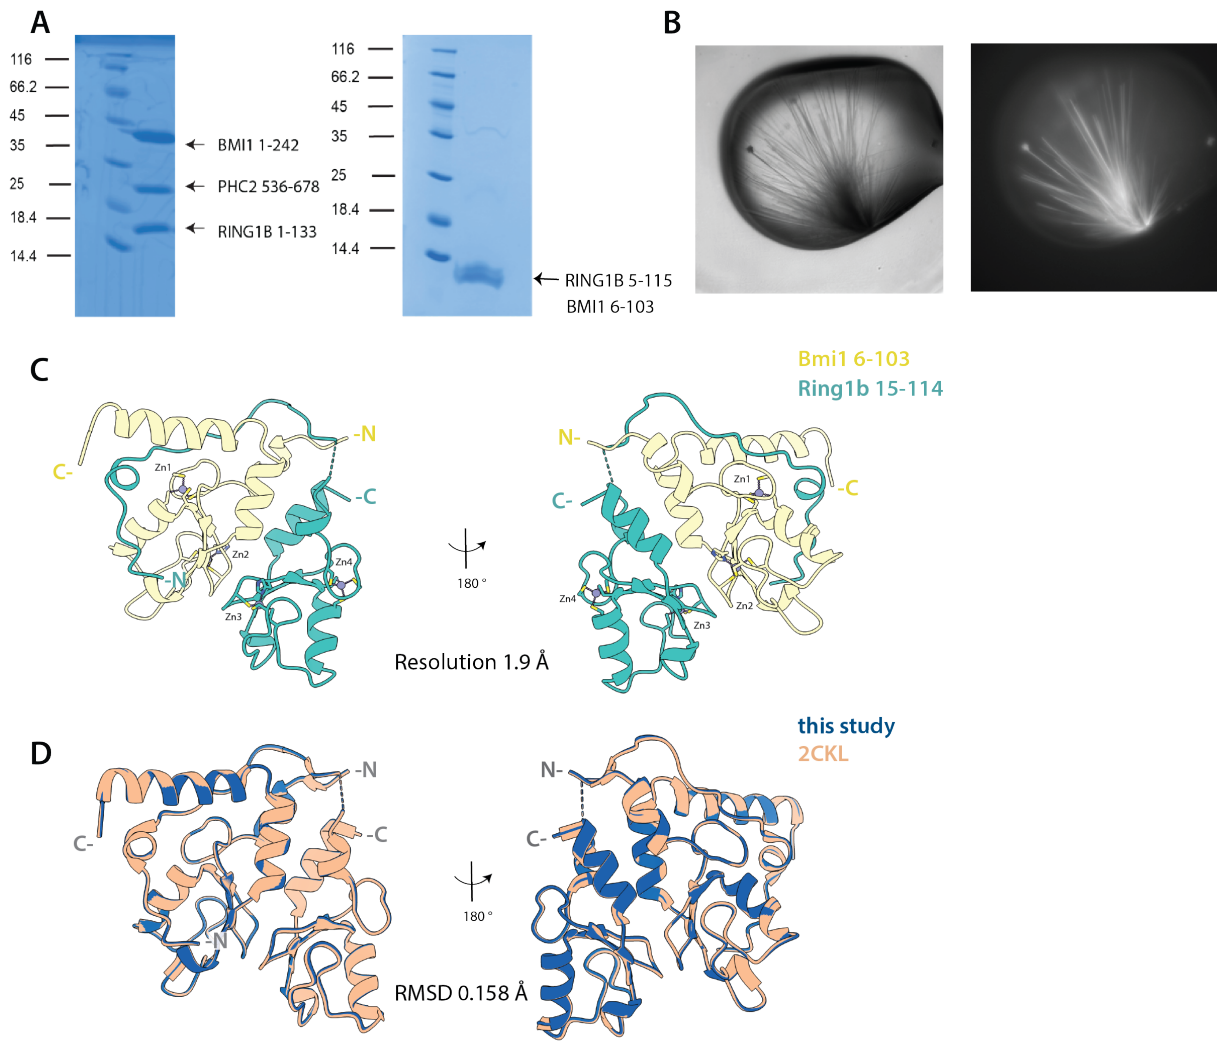 A
116
66.2
45
35
25
18.4
14.4
BMI1 1-242
PHC2 536-678
RING1B 1-133
116
66.2
45
35
25
18.4
14.4
RING1B 5-115
BMI1 6-103
B
C
Bmi1 6-103
Ring1b 15-114
-N
C-
Zn1
-C
Zn2
-N
Zn4
Zn3
180 °
N-
Zn1
-C
C-
Zn4
Zn2
Zn3
Resolution 1.9 Å
D
this study
2CKL
-N
C-
-C
-N
180 °
N-
C-
RMSD 0.158 Å